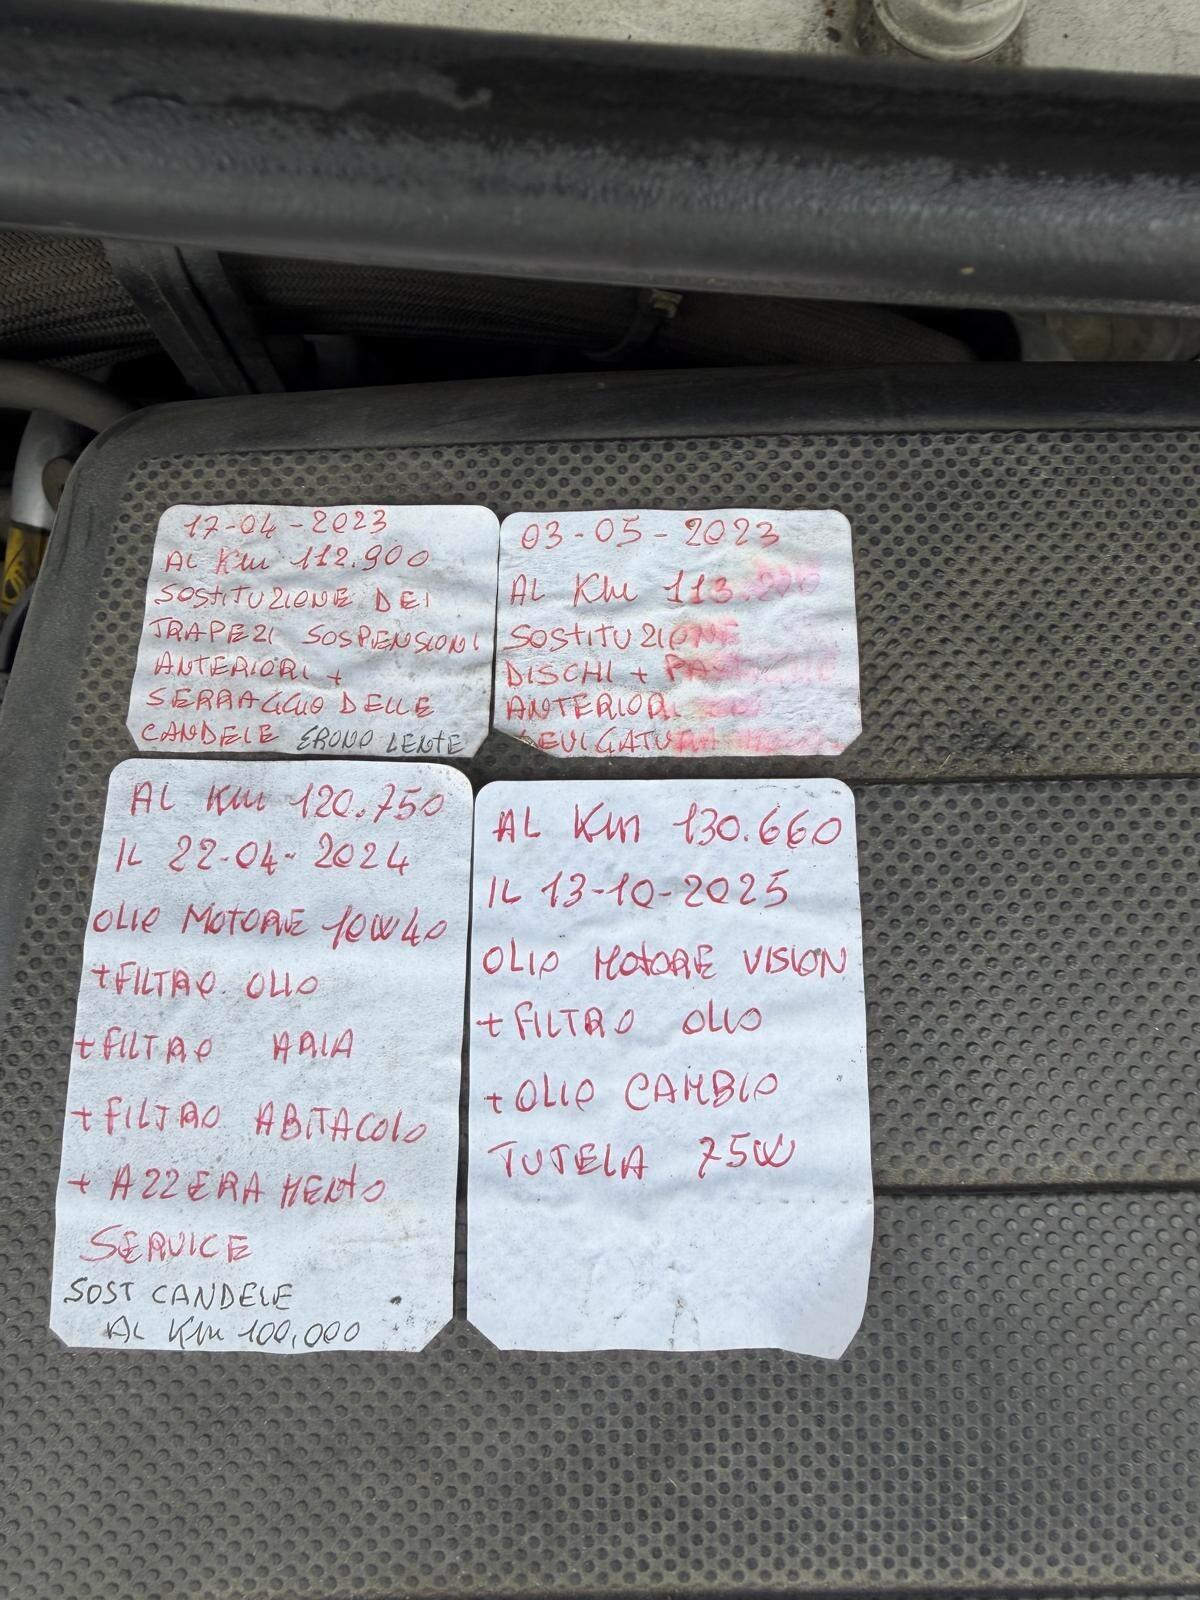 17-04-2023
AL Km 112.900
SOSTITUZIONE DEI
TRAPEZI SOSPENSIONI
ANTERIORI +
SERRAGGIO DELLE
CANDELE ERONO LENTE
03-05-2023
AL Km 113.
SOSTITUZIONE
DISCHI + PASTICCHE
ANTERIORI
LEVIGATURA
AL Km 120.750
IL 22-04-2024
OLIO MOTORE 10W40
+FILTRO OLIO
+FILTRO ARIA
+FILTRO ABITACOLO
+ AZZERAMENTO
SERVICE
SOST CANDELE
AL Km 100,000
AL Km 130.660
IL 13-10-2025
OLIO MOTORE VISION
+FILTRO OLIO
+OLIO CAMBIO
TUTELA 75W